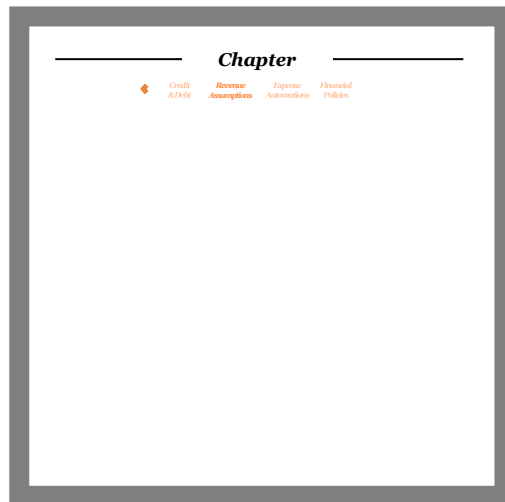 Chapter
Credit & Debt
Revenue Assumptions
Expense Automations
Financial Policies